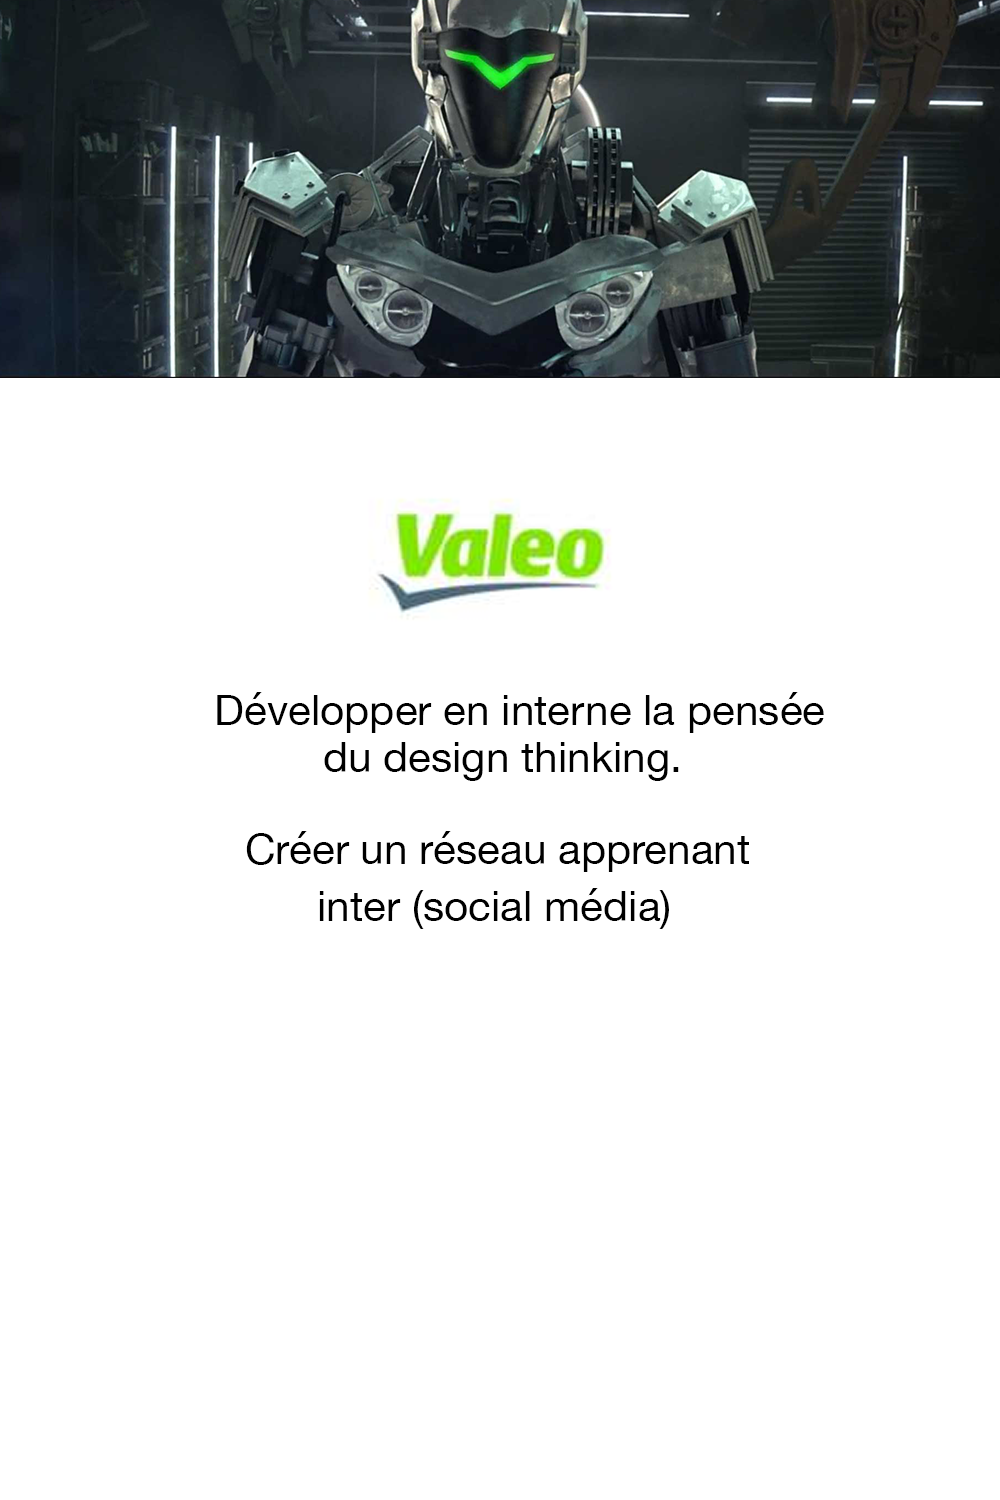 Valeo
Développer en interne la pensée
du design thinking.
Créer un réseau apprenant
inter (social média)